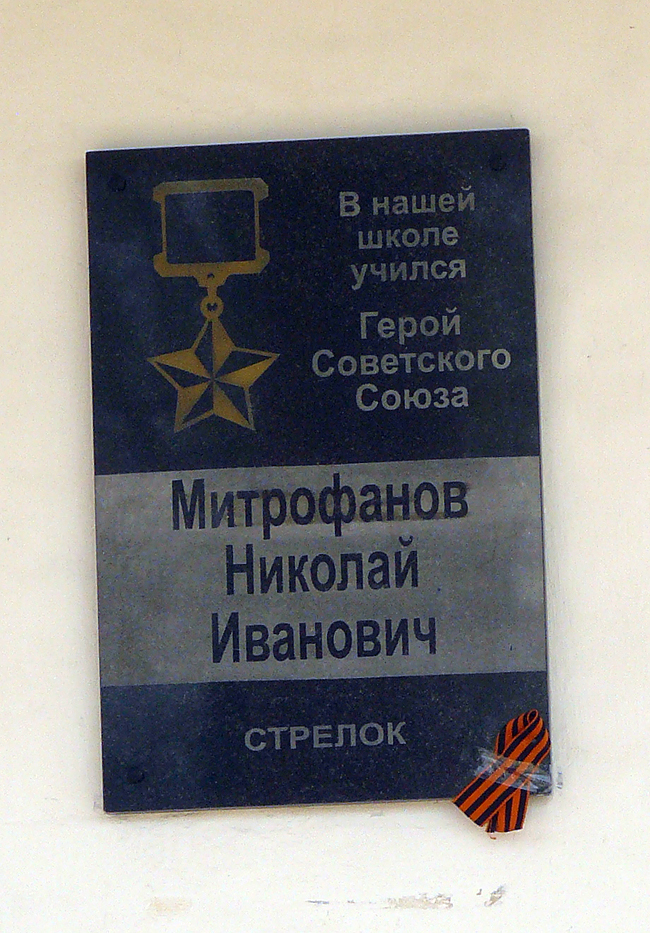 В нашей
школе
учился
Герой
Советского
Союза
Митрофанов
Николай
Иванович
СТРЕЛОК